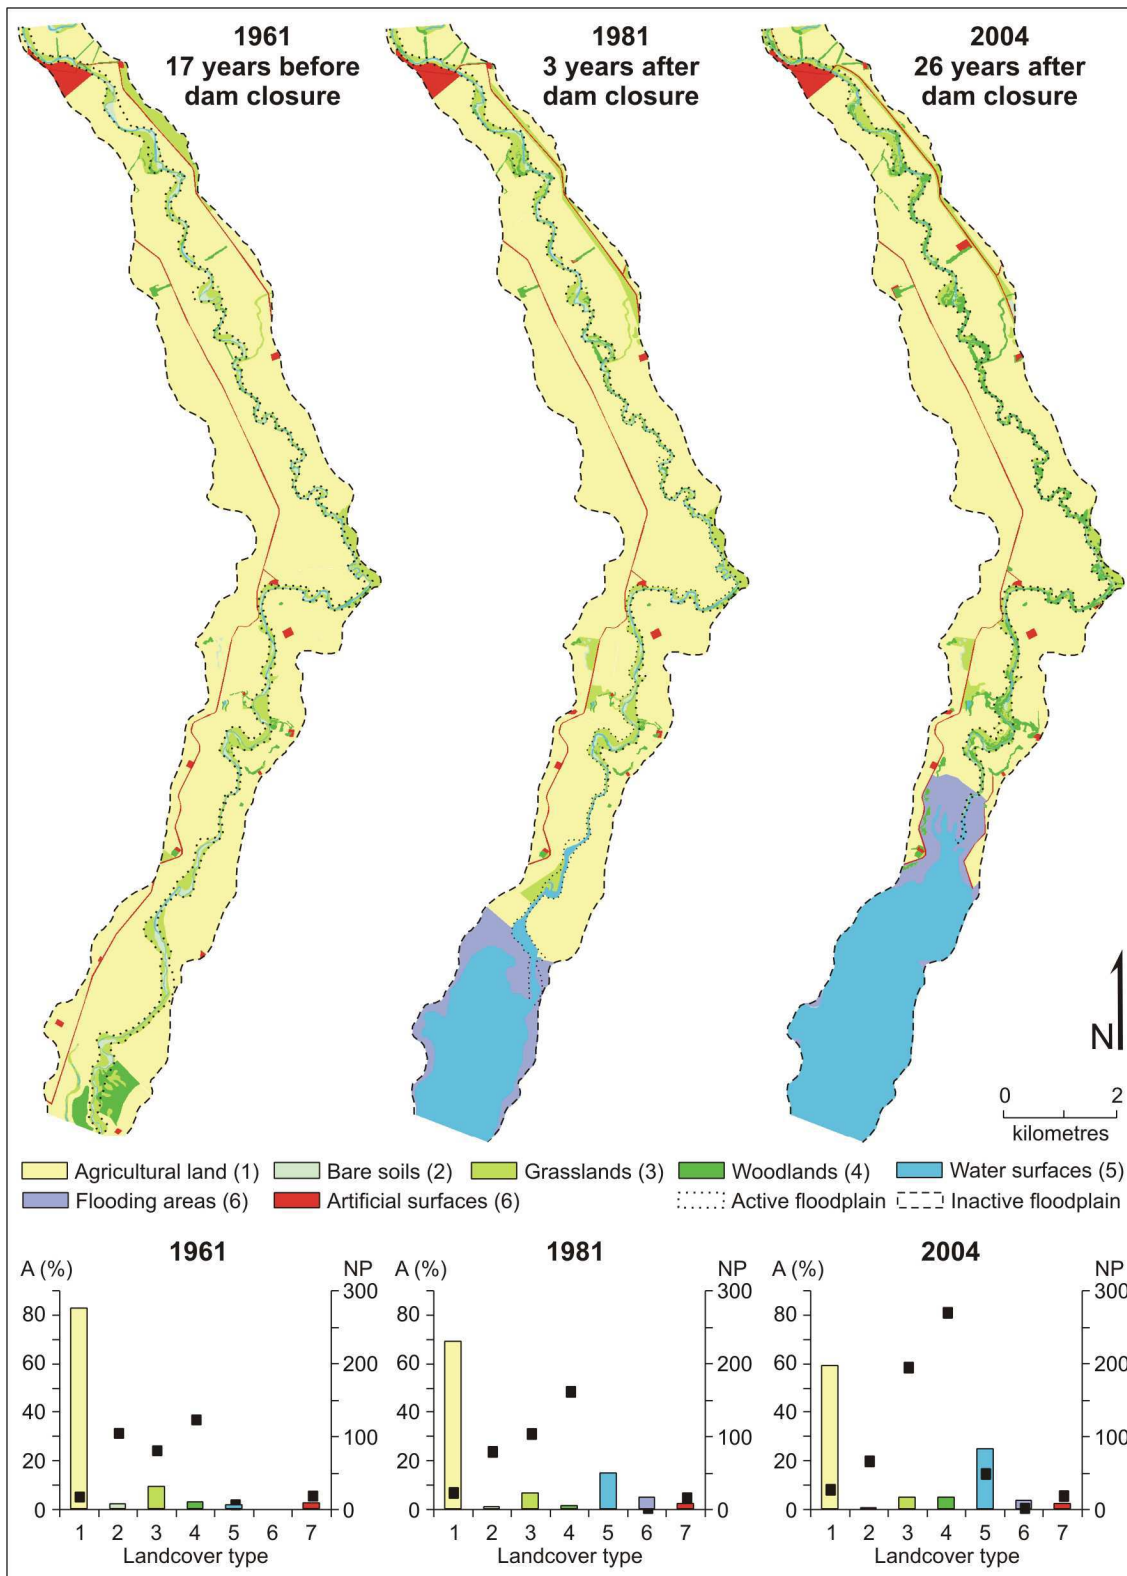 1961
17 years before
dam closure
1981
3 years after
dam closure
2004
26 years after
dam closure
N
0 2
kilometres
Agricultural land (1) Bare soils (2) Grasslands (3) Woodlands (4) Water surfaces (5)
Flooding areas (6) Artificial surfaces (6) Active floodplain Inactive floodplain
1961
A (%) NP
80
60
40
20
0
300
200
100
0
1 2 3 4 5 6 7
Landcover type
1981
A (%) NP
80
60
40
20
0
300
200
100
0
1 2 3 4 5 6 7
Landcover type
2004
A (%) NP
80
60
40
20
0
300
200
100
0
1 2 3 4 5 6 7
Landcover type